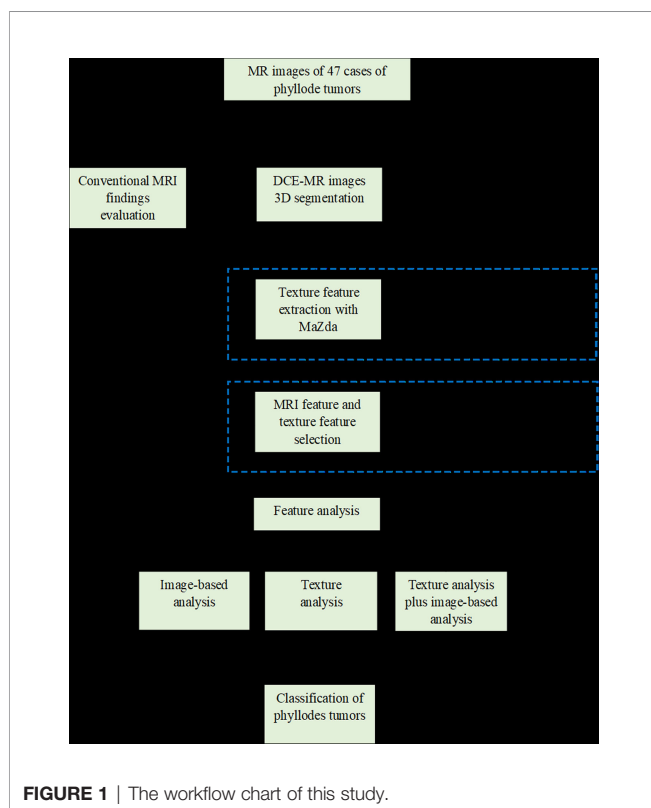 MR images of 47 cases of
phyllode tumors
Conventional MRI
findings
evaluation
DCE-MR images
3D segmentation
Texture feature
extraction with
MaZda
MRI feature and
texture feature
selection
Feature analysis
Image-based
analysis
Texture
analysis
Texture analysis
plus image-based
analysis
Classification of
phyllodes tumors
FIGURE 1 | The workflow chart of this study.